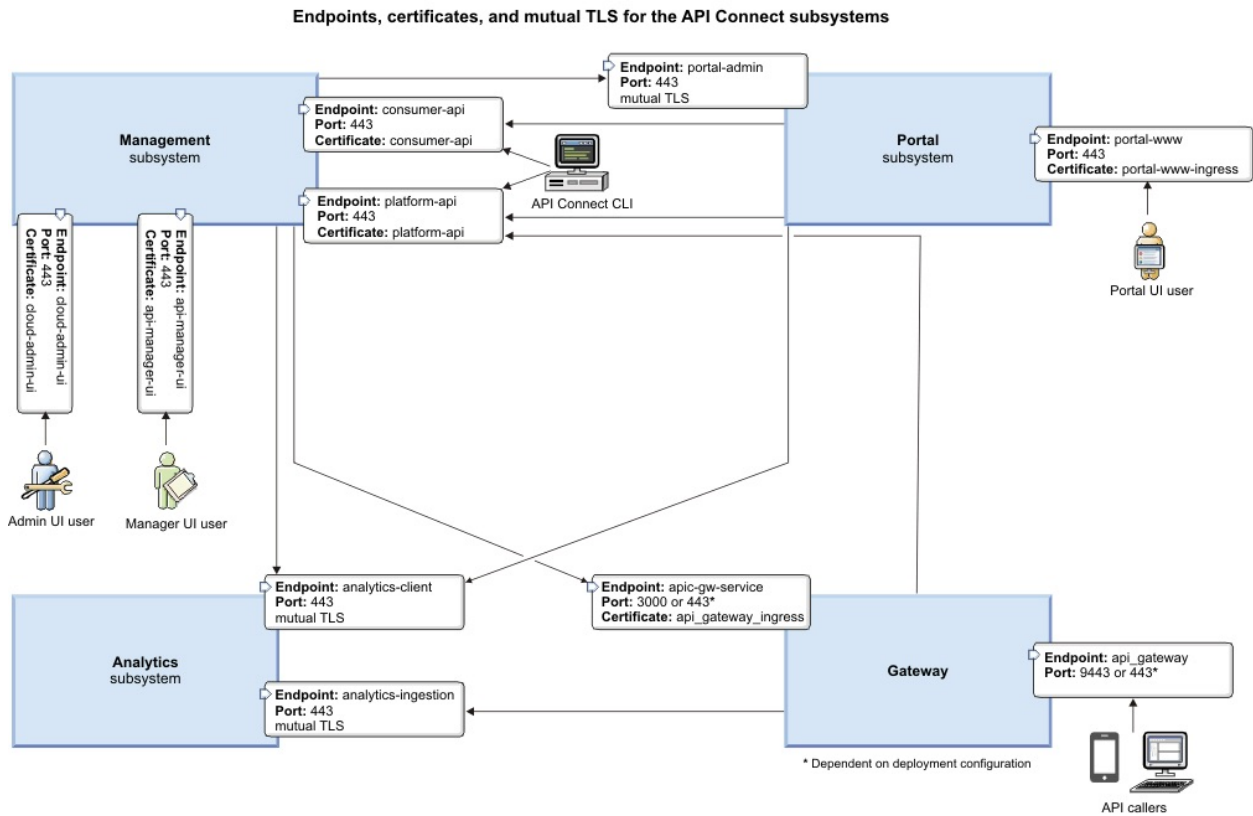 Endpoints, certificates, and mutual TLS for the API Connect subsystems
Endpoint: portal-admin
Port: 443
mutual TLS
Management
subsystem
Endpoint: consumer-api
Port: 443
Certificate: consumer-api
Portal
subsystem
Endpoint: portal-www
Port: 443
Certificate: portal-www-ingress
API Connect CLI
Endpoint: platform-api
Port: 443
Certificate: platform-api
Endpoint: cloud-admin-ui
Port: 443
Certificate: cloud-admin-ui
Endpoint: api-manager-ui
Port: 443
Certificate: api-manager-ui
Portal UI user
Admin UI user
Manager UI user
Endpoint: analytics-client
Port: 443
mutual TLS
Endpoint: apic-gw-service
Port: 3000 or 443*
Certificate: api_gateway_ingress
Analytics
subsystem
Endpoint: analytics-ingestion
Port: 443
mutual TLS
Gateway
Endpoint: api_gateway
Port: 9443 or 443*
* Dependent on deployment configuration
API callers